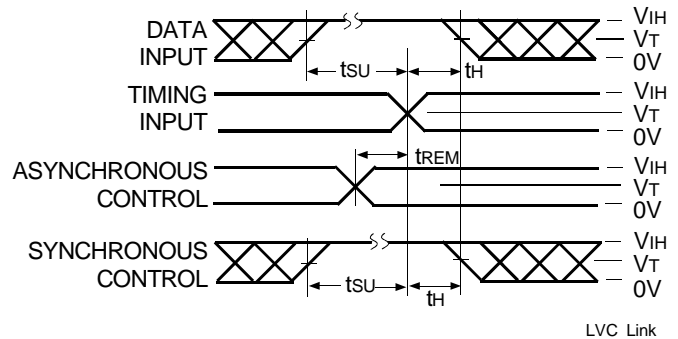 DATA
INPUT
VIH
VT
0V
tSU
tH
TIMING
INPUT
VIH
VT
0V
tREM
ASYNCHRONOUS
CONTROL
VIH
VT
0V
SYNCHRONOUS
CONTROL
VIH
VT
0V
tSU
tH
LVC Link